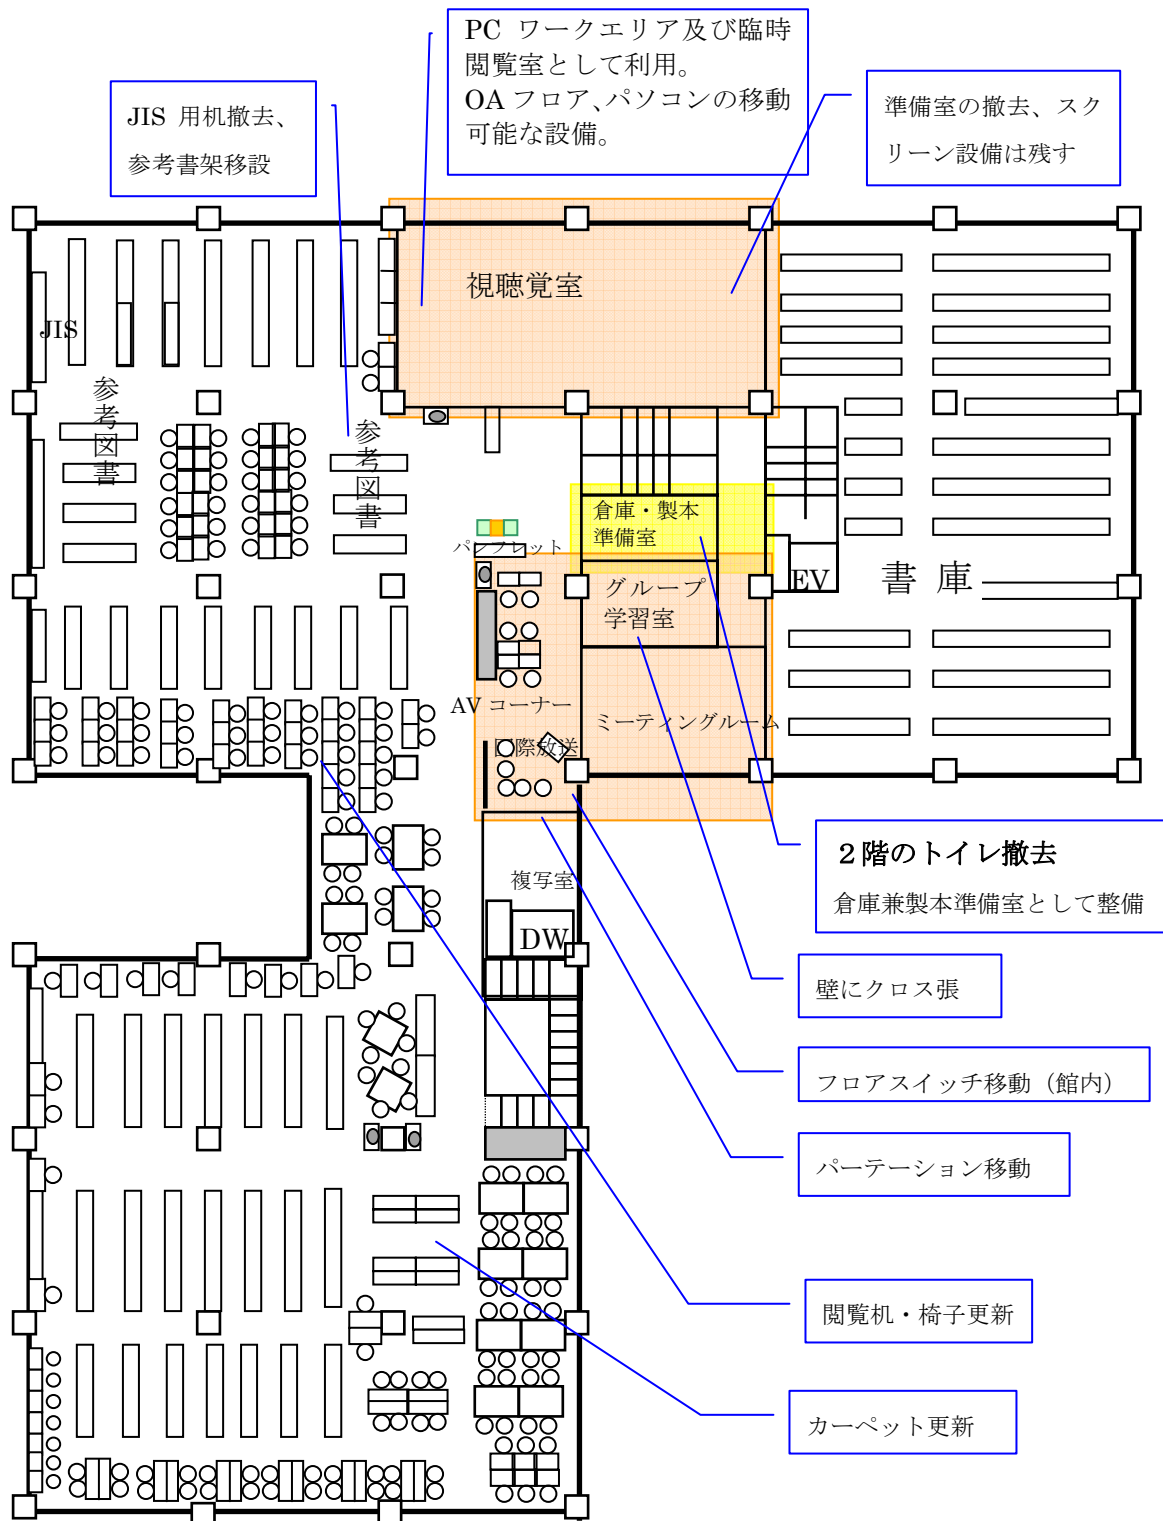 PC ワークエリア及び臨時
閲覧室として利用。
OAフロア、パソコンの移動
可能な設備。
JIS 用机撤去、
参考書架移設
準備室の撤去、スク
リーン設備は残す
視聴覚室
JIS
参考図書
参考図書
倉庫・製本
準備室
パンフレット
グループ
学習室
EV
書 庫
AV コーナー
ミーティングルーム
国際放送
2階のトイレ撤去
倉庫兼製本準備室として整備
複写室
DW
壁にクロス張
フロアスイッチ移動（館内）
パーテーション移動
閲覧机・椅子更新
カーペット更新